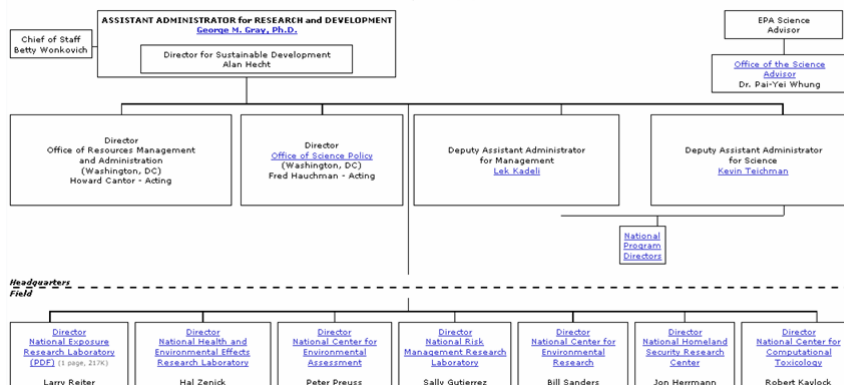 ASSISTANT ADMINISTRATOR for RESEARCH and DEVELOPMENT
George M. Gray, Ph.D.
Chief of Staff
Betty Wonkovich
Director for Sustainable Development
Alan Hecht
EPA Science
Advisor
Office of the Science
Advisor
Dr. Pai-Yei Whung
Director
Office of Resources Management
and Administration
(Washington, DC)
Howard Cantor - Acting
Director
Office of Science Policy
(Washington, DC)
Fred Hauchman - Acting
Deputy Assistant Administrator
for Management
Lek Kadeli
Deputy Assistant Administrator
for Science
Kevin Teichman
National
Program
Directors
Headquarters
Field
Director
National Exposure
Research Laboratory
(PDF) (1 page, 217K)
Larry Reiter
Director
National Health and
Environmental Effects
Research Laboratory
Hal Zenick
Director
National Center for
Environmental
Assessment
Peter Preuss
Director
National Risk
Management Research
Laboratory
Sally Gutierrez
Director
National Center for
Environmental
Research
Bill Sanders
Director
National Homeland
Security Research
Center
Jon Herrmann
Director
National Center for
Computational
Toxicology
Robert Kavlock